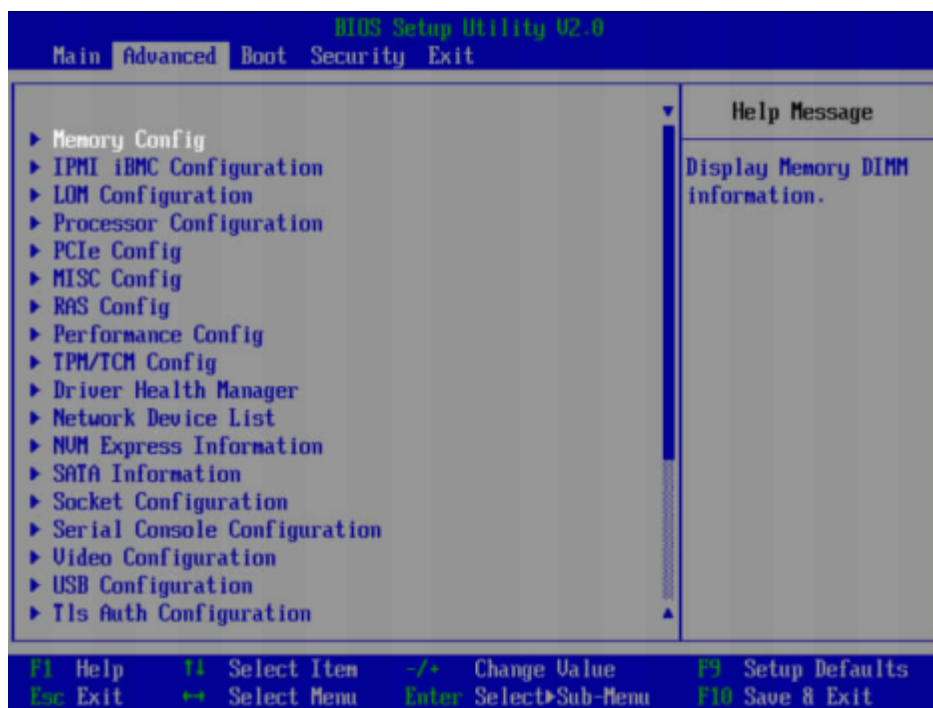 BIOS Setup Utility V2.0
Main Advanced Boot Security Exit
Help Message
Display Memory DIMM
information.
Memory Config
IPMI iBMC Configuration
LOM Configuration
Processor Configuration
PCIe Config
MISC Config
RAS Config
Performance Config
TPM/TCM Config
Driver Health Manager
Network Device List
NVM Express Information
SATA Information
Socket Configuration
Serial Console Configuration
Video Configuration
USB Configuration
Tls Auth Configuration
F1 Help ↑↓ Select Item -/+ Change Value F9 Setup Defaults
Esc Exit ↔ Select Menu Enter Select▶Sub-Menu F10 Save & Exit